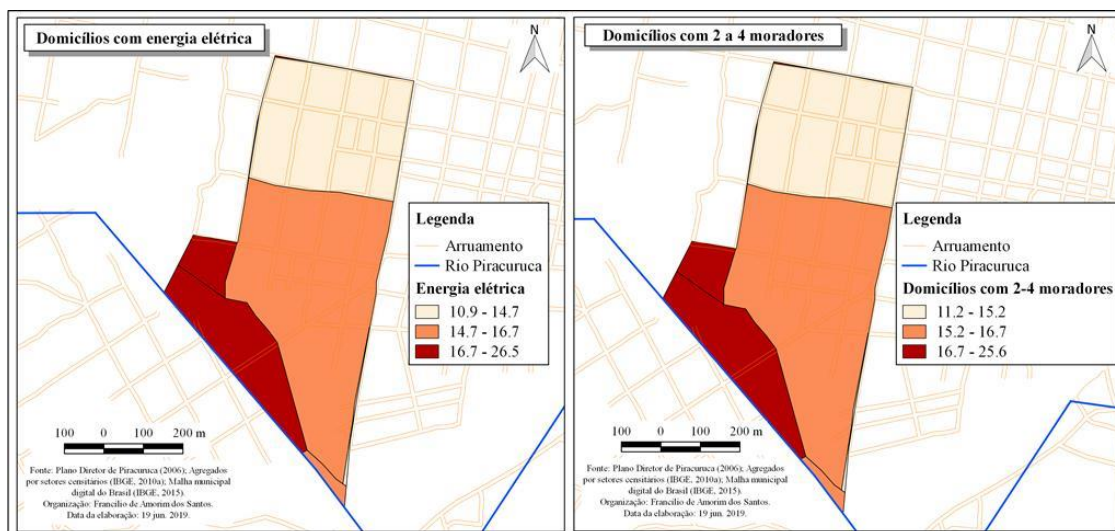 Domicílios com energia elétrica
N
Legenda
Arruamento
Rio Piracuruca
Energia elétrica
10.9 - 14.7
14.7 - 16.7
16.7 - 26.5
100 0 100 200 m
Fonte: Plano Diretor de Piracuruca (2006); Agregados
por setores censitários (IBGE, 2010a); Malha municipal
digital do Brasil (IBGE, 2015).
Organização: Francílio de Amorim dos Santos.
Data da elaboração: 19 jun. 2019.
Domicílios com 2 a 4 moradores
N
Legenda
Arruamento
Rio Piracuruca
Domicílios com 2-4 moradores
11.2 - 15.2
15.2 - 16.7
16.7 - 25.6
100 0 100 200 m
Fonte: Plano Diretor de Piracuruca (2006); Agregados
por setores censitários (IBGE, 2010a); Malha municipal
digital do Brasil (IBGE, 2015).
Organização: Francílio de Amorim dos Santos.
Data da elaboração: 19 jun. 2019.